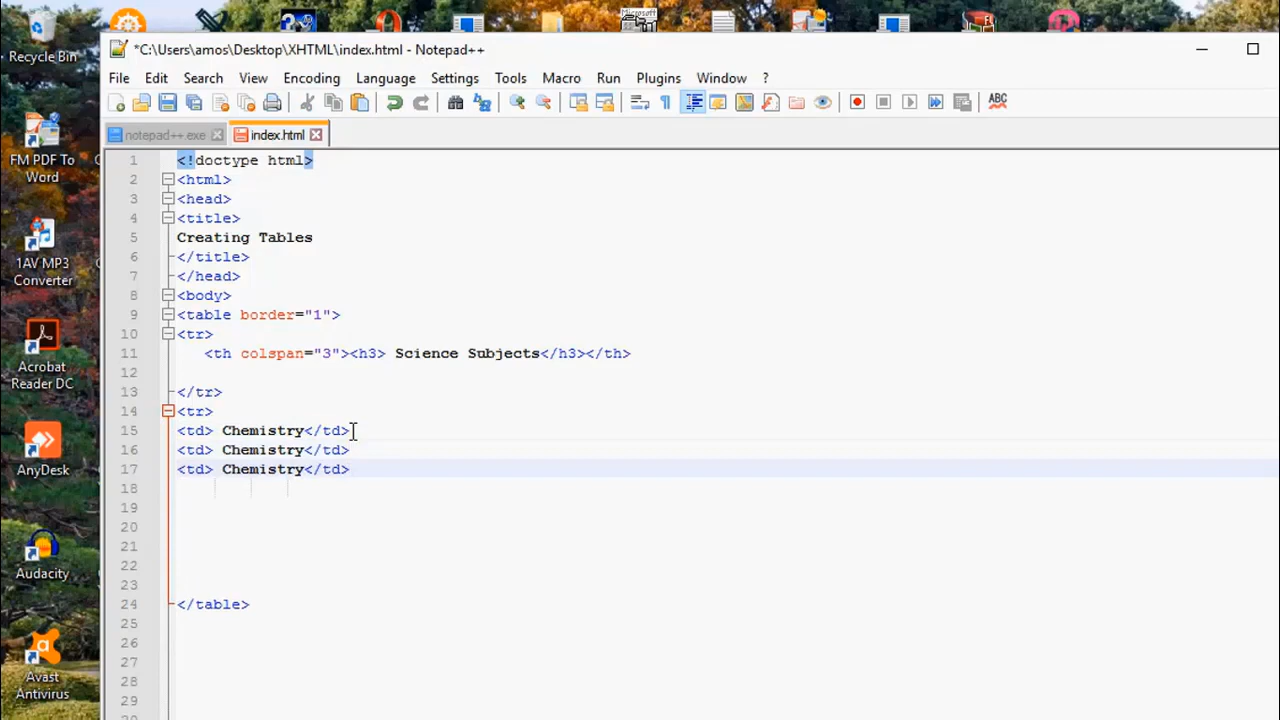 *C:\Users\amos\Desktop\XHTML\index.html - Notepad++
File Edit Search View Encoding Language Settings Tools Macro Run Plugins Window ?
ABC
notepad++.exe index.html
1 <!doctype html>
2 <html>
3 <head>
4 <title>
5 Creating Tables
6 </title>
7 </head>
8 <body>
9 <table border="1">
10 <tr>
11 <th colspan="3"><h3> Science Subjects</h3></th>
12
13 </tr>
14 <tr>
15 <td> Chemistry</td>
16 <td> Chemistry</td>
17 <td> Chemistry</td>
18
19
20
21
22
23
24 </table>
25
26
27
28
29
Recycle Bin
FM PDF To
Word
1AV MP3
Converter
Acrobat
Reader DC
AnyDesk
Audacity
Avast
Antivirus